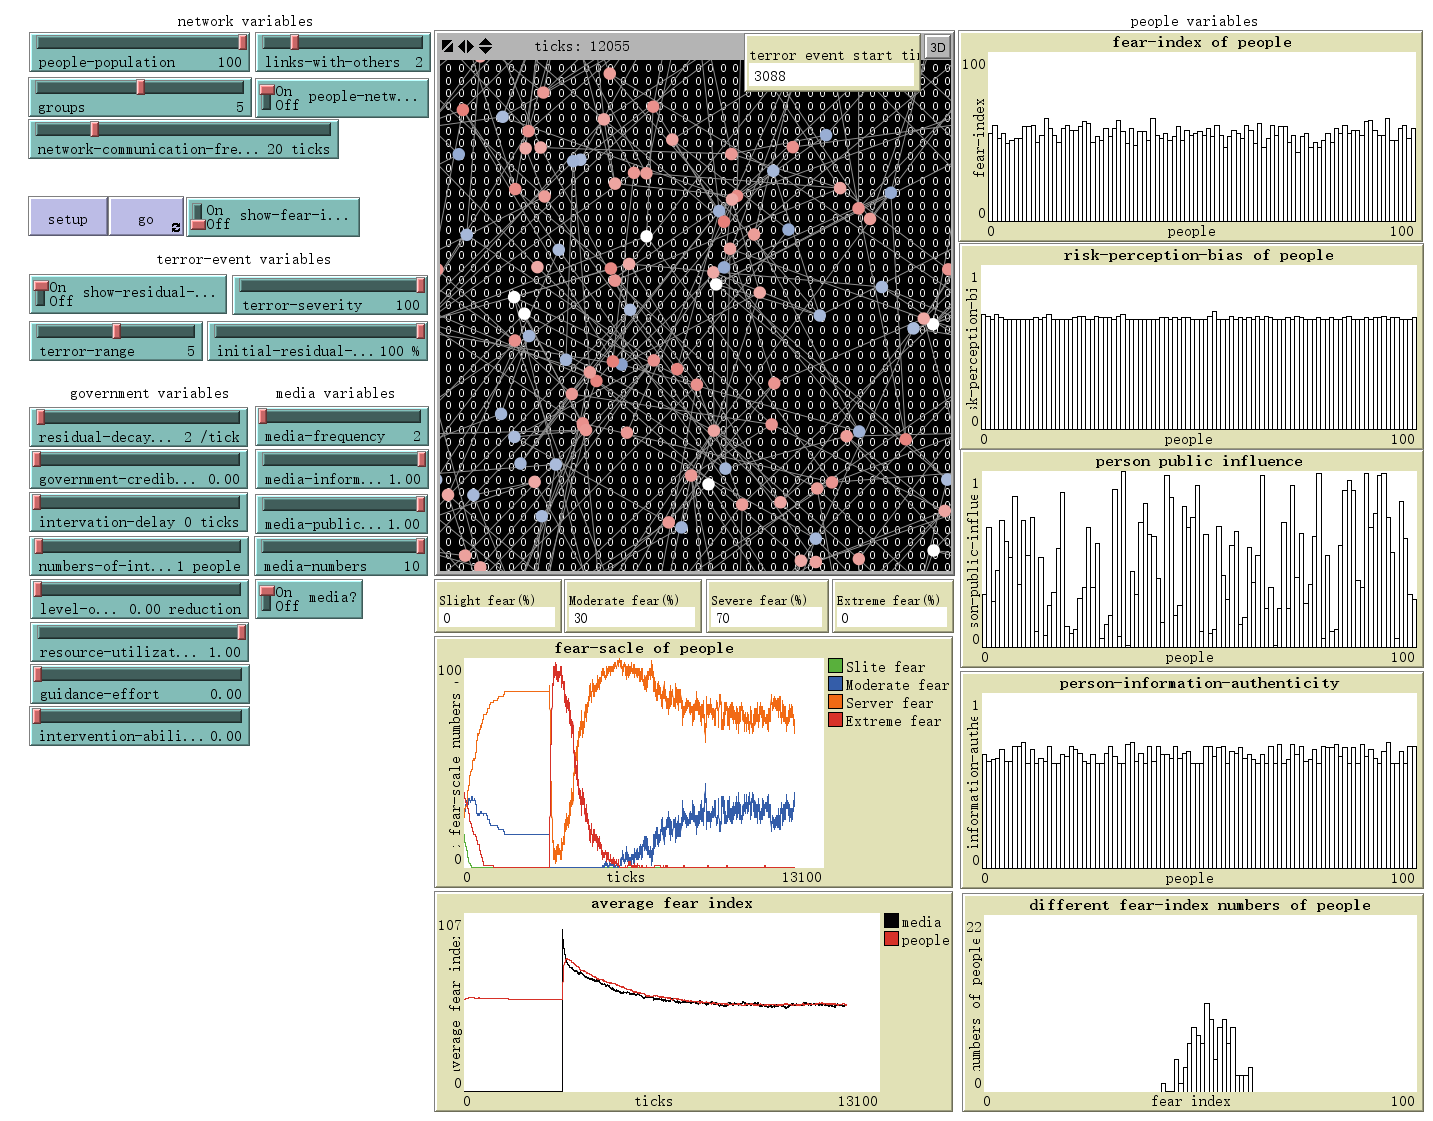 network variables
people-population 100
links-with-others 2
groups 5
On
Off
people-netw...
network-communication-fre... 20 ticks
setup
go
On
Off
show-fear-i...
terror-event variables
On
Off
show-residual-...
terror-severity 100
terror-range 5
initial-residual-... 100 %
government variables
media variables
residual-decay... 2 /tick
media-frequency 2
government-credib... 0.00
media-inform... 1.00
intervation-delay 0 ticks
media-public... 1.00
numbers-of-int... 1 people
media-numbers 10
level-o... 0.00 reduction
On
Off
media?
resource-utilizat... 1.00
guidance-effort 0.00
intervention-abili... 0.00
ticks: 12055
3D
terror event start ti
3088
Slight fear(%)
0
Moderate fear(%)
30
Severe fear(%)
70
Extreme fear(%)
0
fear-sacle of people
100
fear-scale numbers
0
0
ticks
13100
Slite fear
Moderate fear
Server fear
Extreme fear
average fear index
107
verage fear inde
0
0
ticks
13100
media
people
people variables
fear-index of people
100
fear-index
0
0
people
100
risk-perception-bias of people
1
k-perception-bi
0
0
people
100
person public influence
1
son-public-influe
0
0
people
100
person-information-authenticity
1
information-authe
0
0
people
100
different fear-index numbers of people
22
numbers of people
0
0
fear index
100